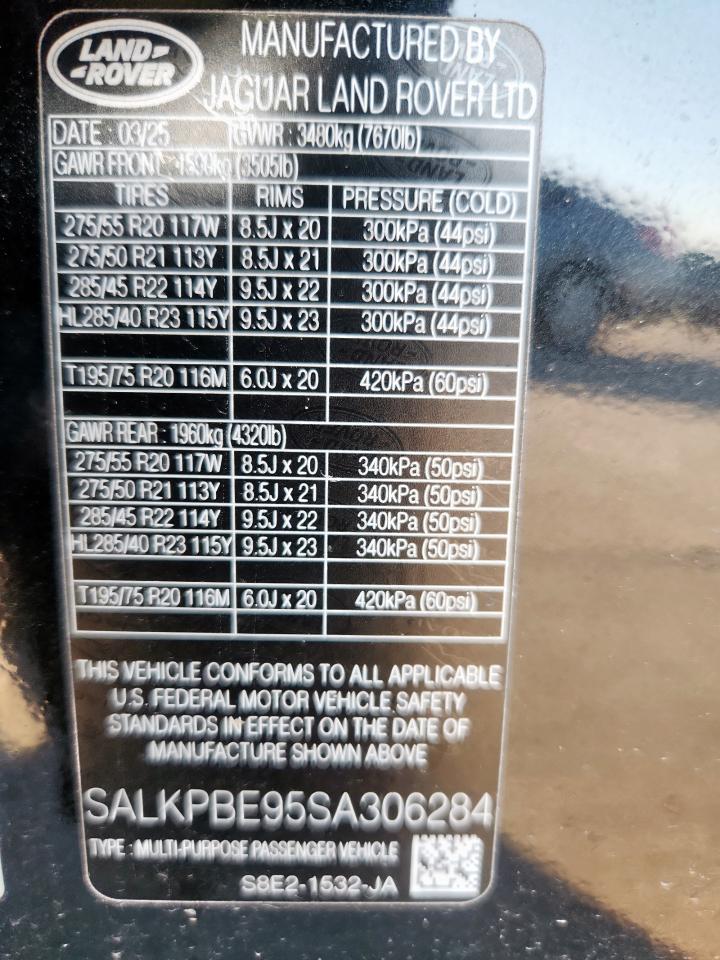 LAND-
-ROVER
MANUFACTURED BY
JAGUAR LAND ROVER LTD
DATE : 03/25 GVWR : 3480kg (7670lb)
GAWR FRONT : 1590kg (3505lb)
TIRES RIMS PRESSURE (COLD)
275/55 R20 117W 8.5J x 20 300kPa (44psi)
275/50 R21 113Y 8.5J x 21 300kPa (44psi)
285/45 R22 114Y 9.5J x 22 300kPa (44psi)
HL285/40 R23 115Y 9.5J x 23 300kPa (44psi)
T195/75 R20 116M 6.0J x 20 420kPa (60psi)
GAWR REAR : 1960kg (4320lb)
275/55 R20 117W 8.5J x 20 340kPa (50psi)
275/50 R21 113Y 8.5J x 21 340kPa (50psi)
285/45 R22 114Y 9.5J x 22 340kPa (50psi)
HL285/40 R23 115Y 9.5J x 23 340kPa (50psi)
T195/75 R20 116M 6.0J x 20 420kPa (60psi)
THIS VEHICLE CONFORMS TO ALL APPLICABLE
U.S. FEDERAL MOTOR VEHICLE SAFETY
STANDARDS IN EFFECT ON THE DATE OF
MANUFACTURE SHOWN ABOVE
SALKPBE95SA306284
TYPE : MULTI-PURPOSE PASSENGER VEHICLE
S8E2-1532-JA